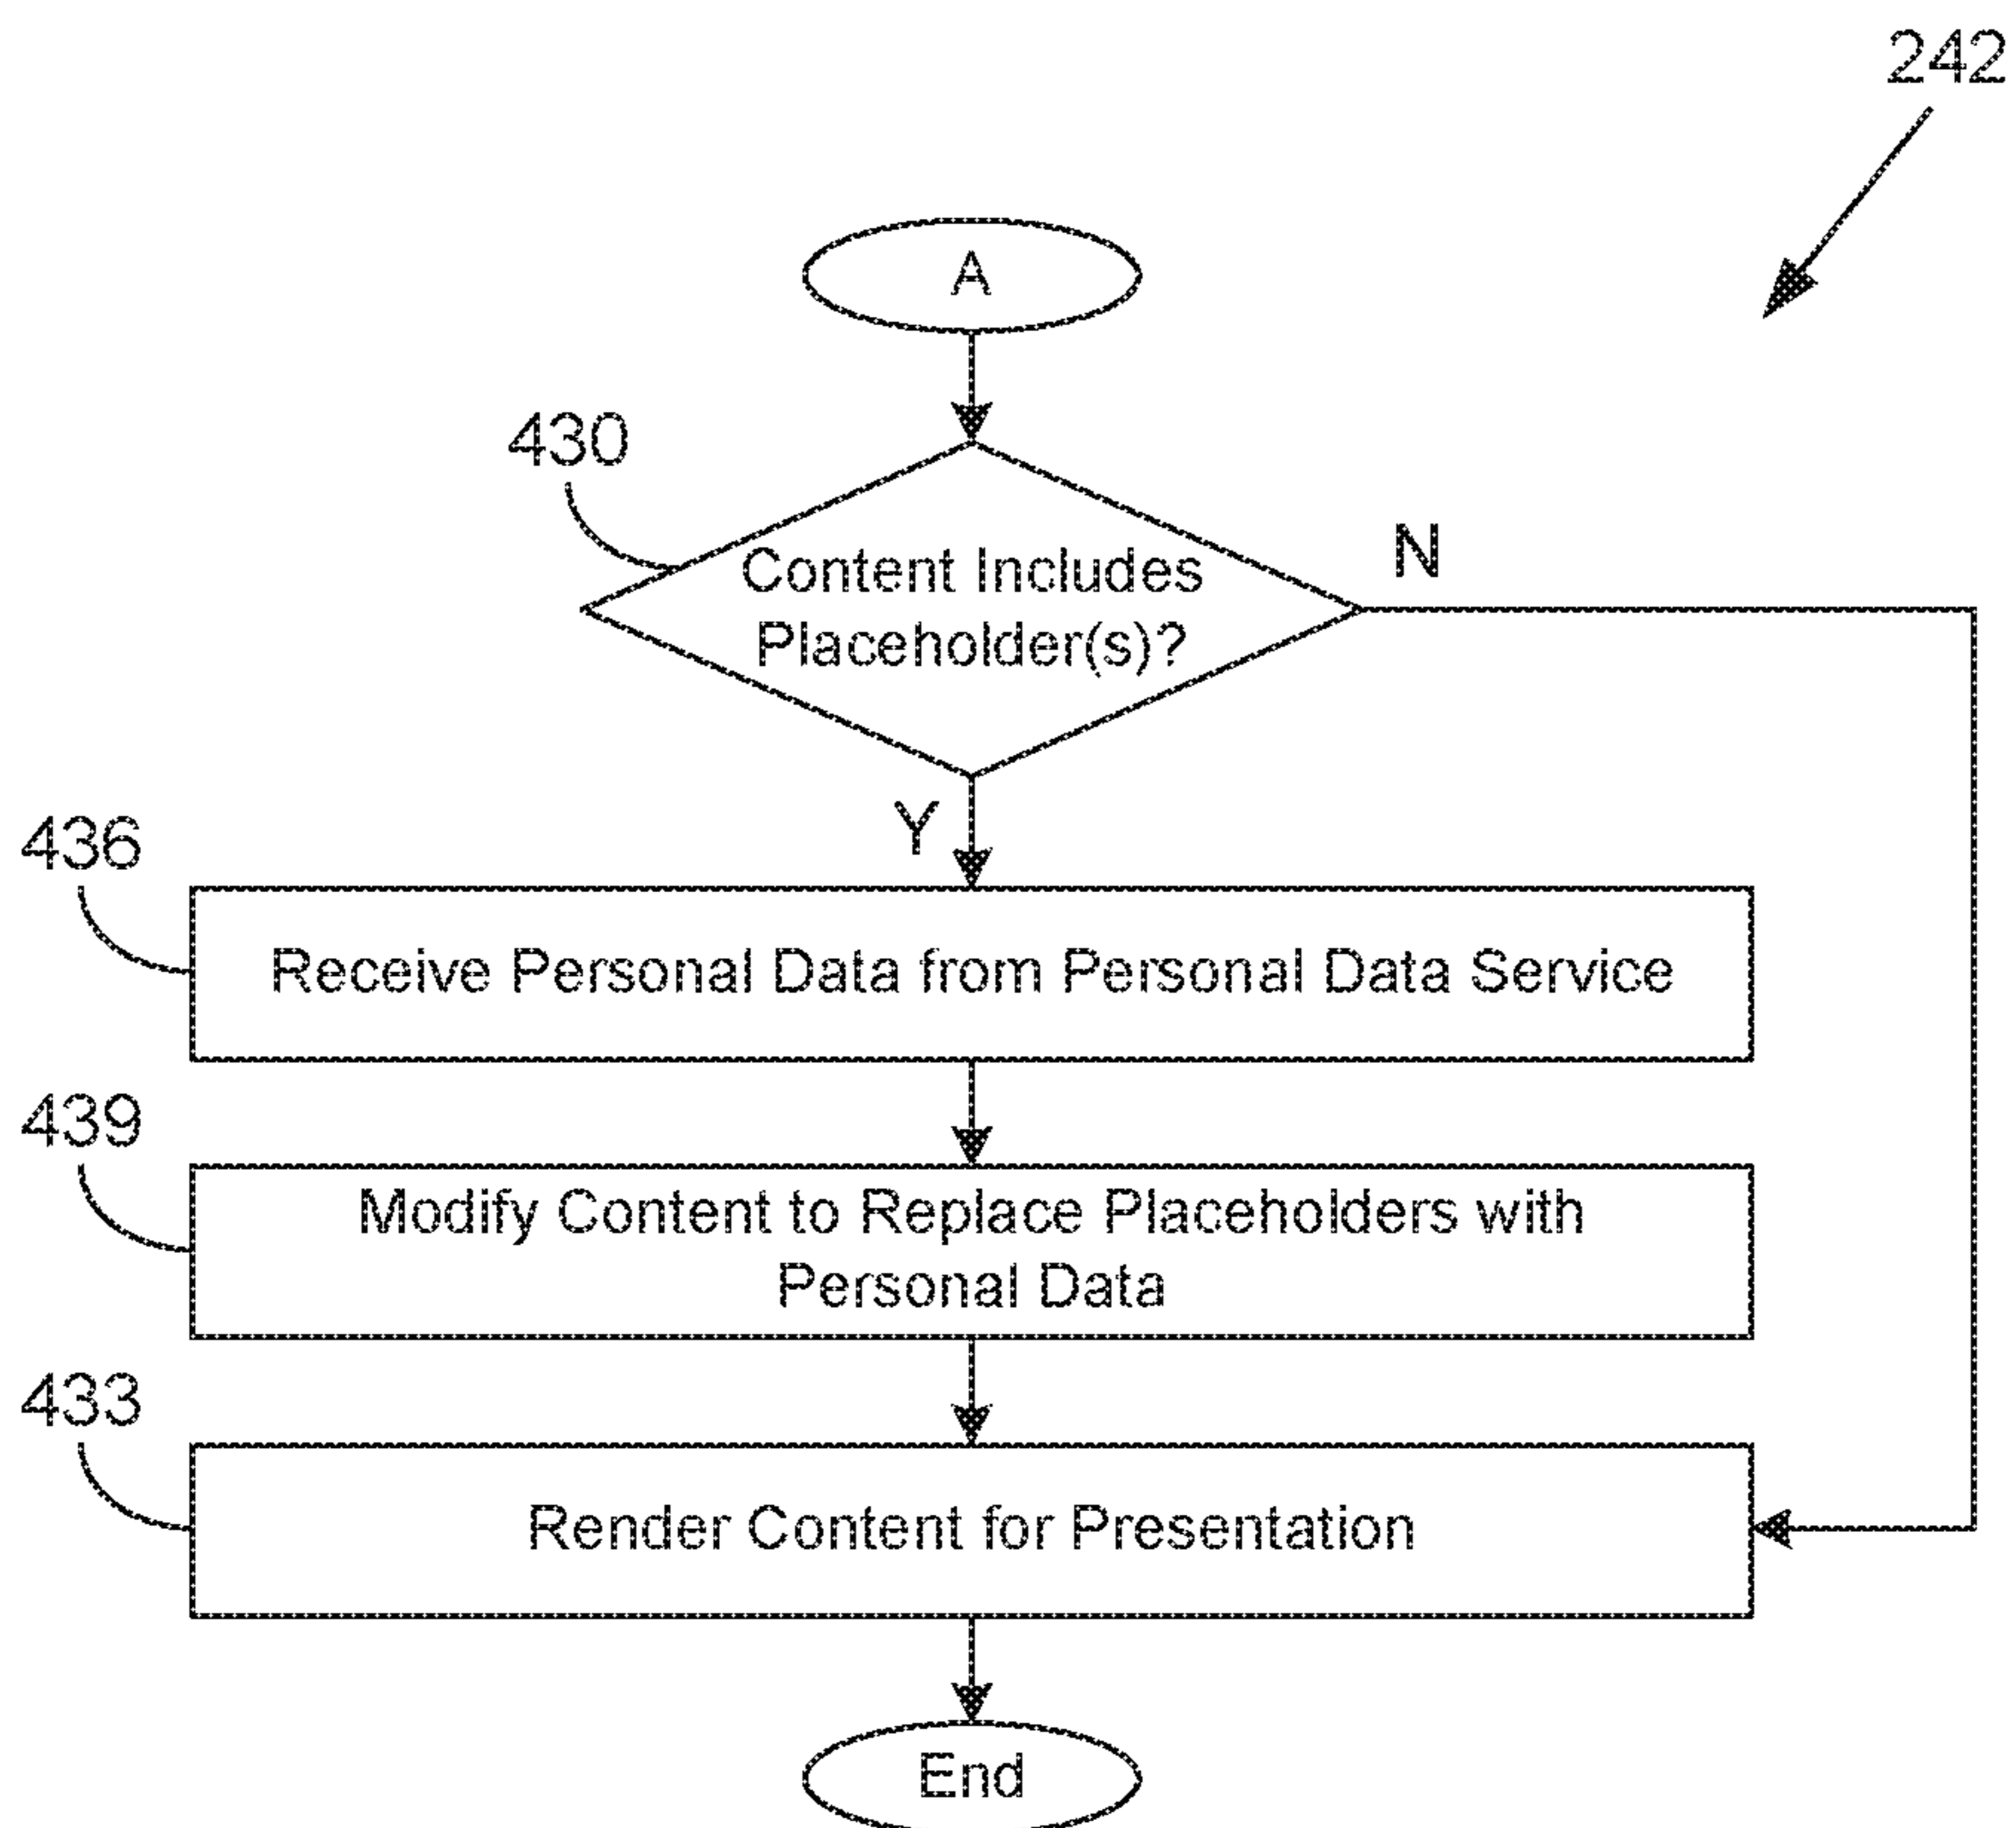 242
A
430
Content Includes
Placeholder(s)?
N
Y
436
Receive Personal Data from Personal Data Service
439
Modify Content to Replace Placeholders with
Personal Data
433
Render Content for Presentation
End